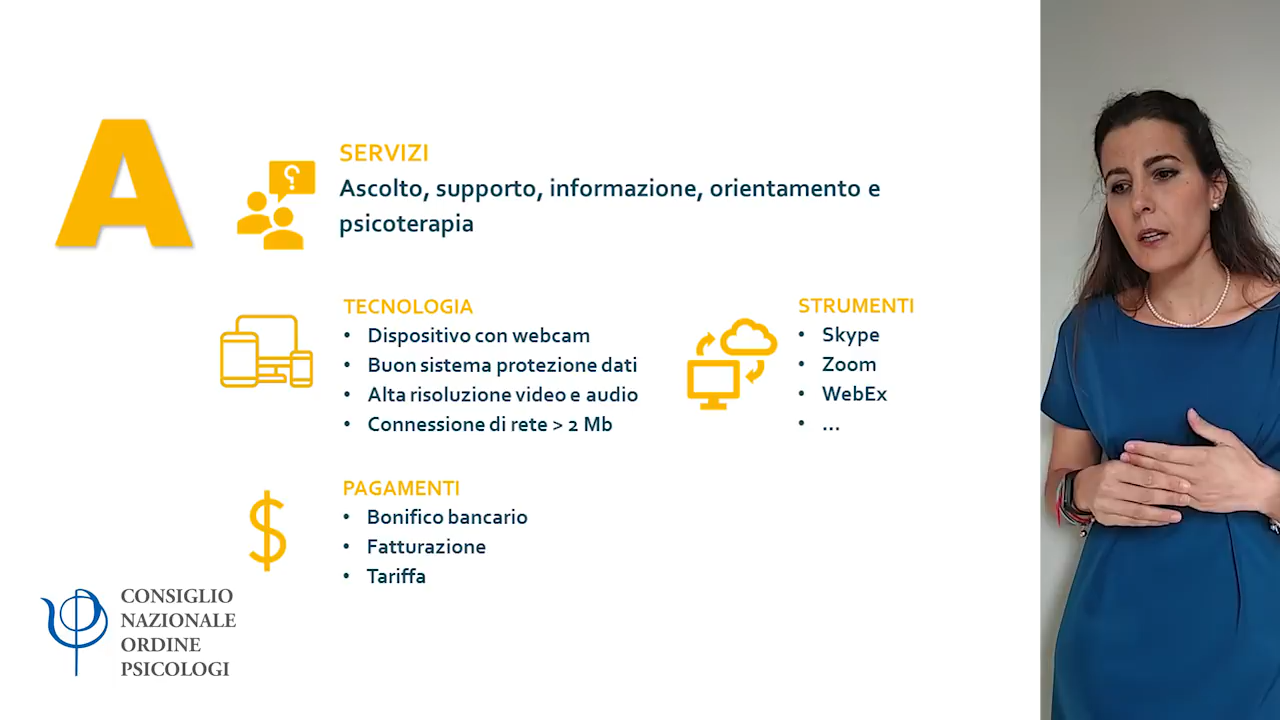 A
SERVIZI
Ascolto, supporto, informazione, orientamento e
psicoterapia
TECNOLOGIA
• Dispositivo con webcam
• Buon sistema protezione dati
• Alta risoluzione video e audio
• Connessione di rete > 2 Mb
STRUMENTI
• Skype
• Zoom
• WebEx
• ...
PAGAMENTI
• Bonifico bancario
• Fatturazione
• Tariffa
CONSIGLIO
NAZIONALE
ORDINE
PSICOLOGI